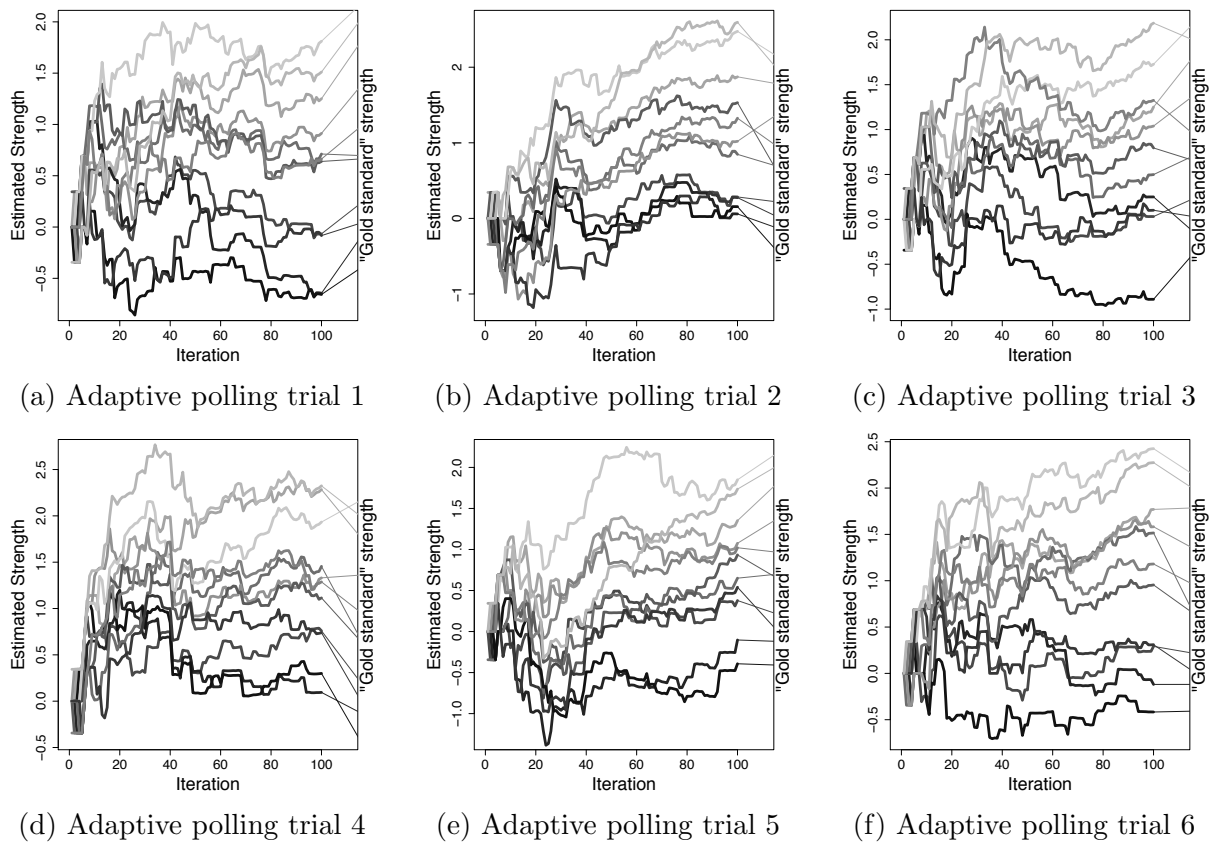 2.0
1.5
1.0
0.5
0.0
−0.5
Estimated Strength
0 20 40 60 80 100
Iteration
"Gold standard" strength
(a) Adaptive polling trial 1
2
1
0
−1
Estimated Strength
0 20 40 60 80 100
Iteration
"Gold standard" strength
(b) Adaptive polling trial 2
2.0
1.5
1.0
0.5
0.0
−0.5
−1.0
Estimated Strength
0 20 40 60 80 100
Iteration
"Gold standard" strength
(c) Adaptive polling trial 3
2.5
2.0
1.5
1.0
0.5
0.0
−0.5
Estimated Strength
0 20 40 60 80 100
Iteration
"Gold standard" strength
(d) Adaptive polling trial 4
2.0
1.5
1.0
0.5
0.0
−0.5
−1.0
Estimated Strength
0 20 40 60 80 100
Iteration
"Gold standard" strength
(e) Adaptive polling trial 5
2.5
2.0
1.5
1.0
0.5
0.0
−0.5
Estimated Strength
0 20 40 60 80 100
Iteration
"Gold standard" strength
(f) Adaptive polling trial 6